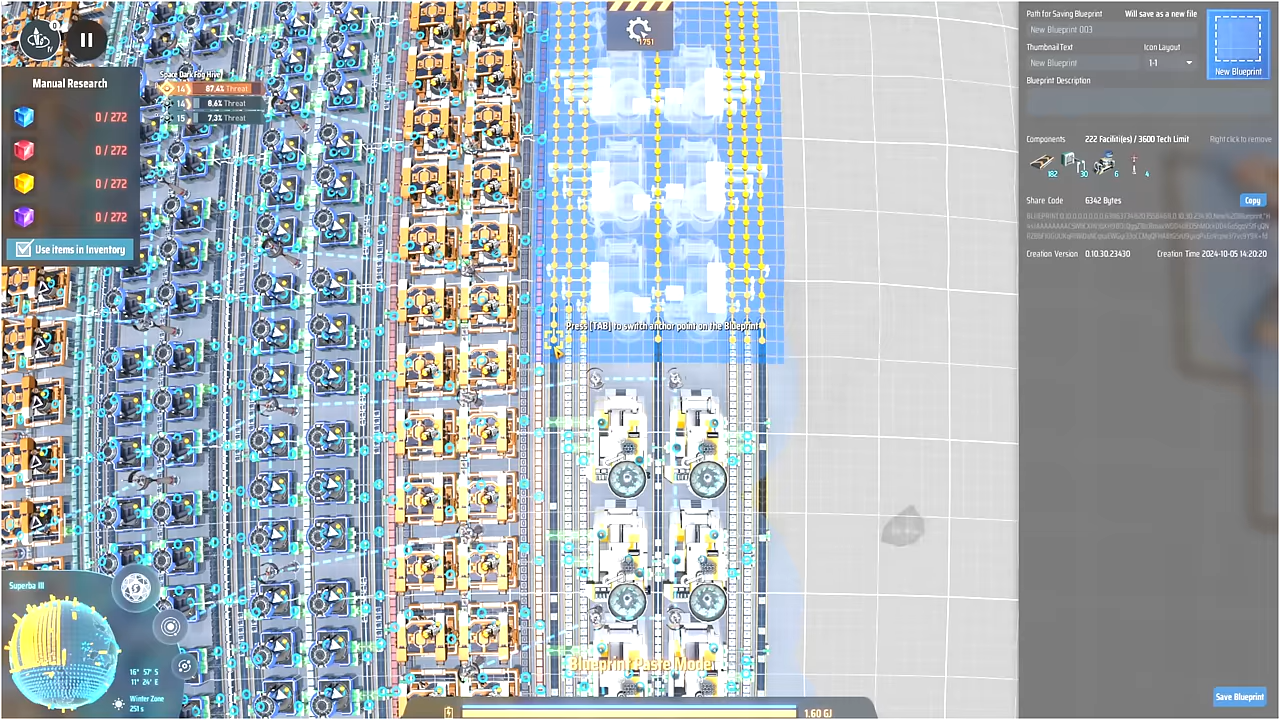 0
IV
Manual Research
0 / 272
0 / 272
0 / 272
0 / 272
Use items in Inventory
Space Dark Fog Hive
14 87.4% Threat
14 8.6% Threat
15 7.3% Threat
1751
Press [TAB] to switch anchor point on the Blueprint
Blueprint Paste Mode
1.60 GJ
Superba III
16° 57' S
11° 24' E
Winter Zone
251 s
Path for Saving Blueprint Will save as a new file
New Blueprint 003
Thumbnail Text Icon Layout
New Blueprint 1-1
New Blueprint
Blueprint Description
Components 222 Facilit(ies) / 3600 Tech Limit Right click to remove
182 30 6 4
Share Code 6342 Bytes Copy
Creation Version 0.10.30.23430 Creation Time 2024-10-05 14:20:20
Save Blueprint